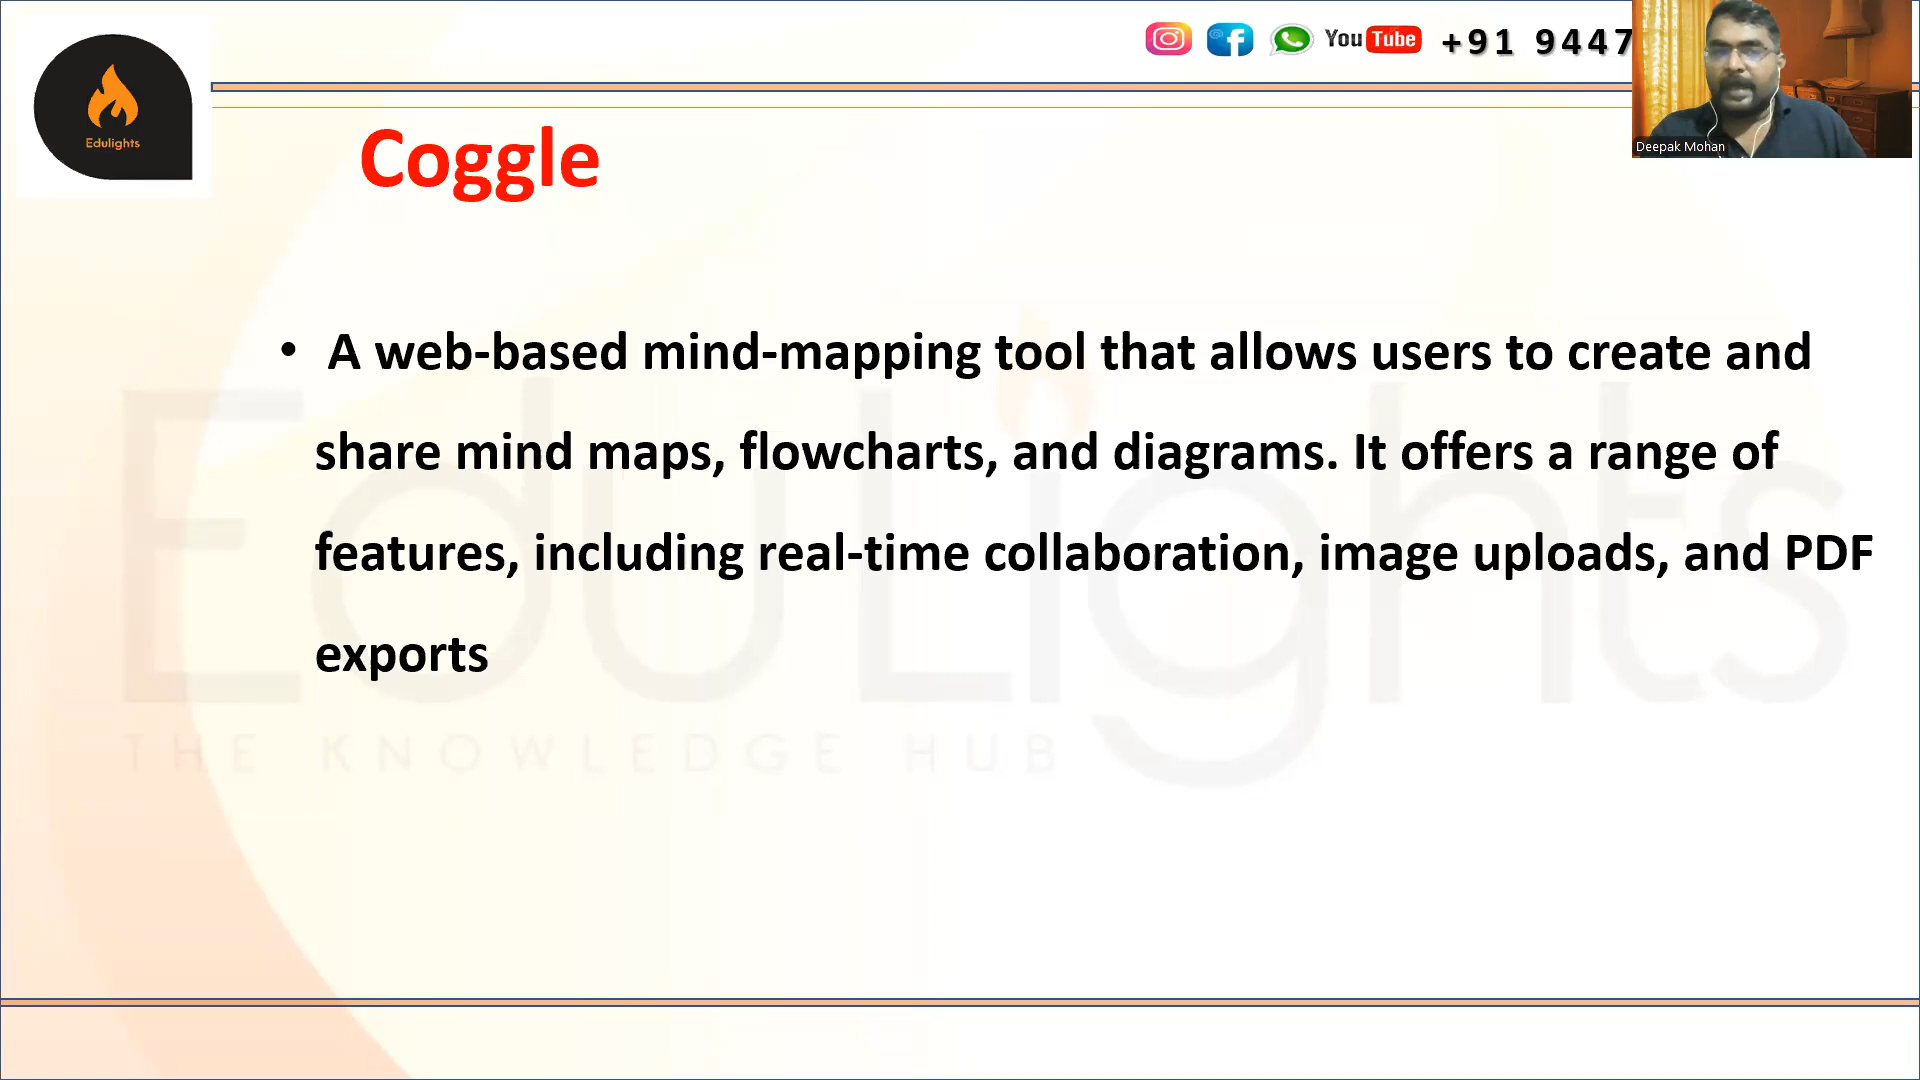 You Tube +91 9447
Deepak Mohan
Edulights
Coggle
• A web-based mind-mapping tool that allows users to create and
share mind maps, flowcharts, and diagrams. It offers a range of
features, including real-time collaboration, image uploads, and PDF
exports
EduLights
THE KNOWLEDGE HUB